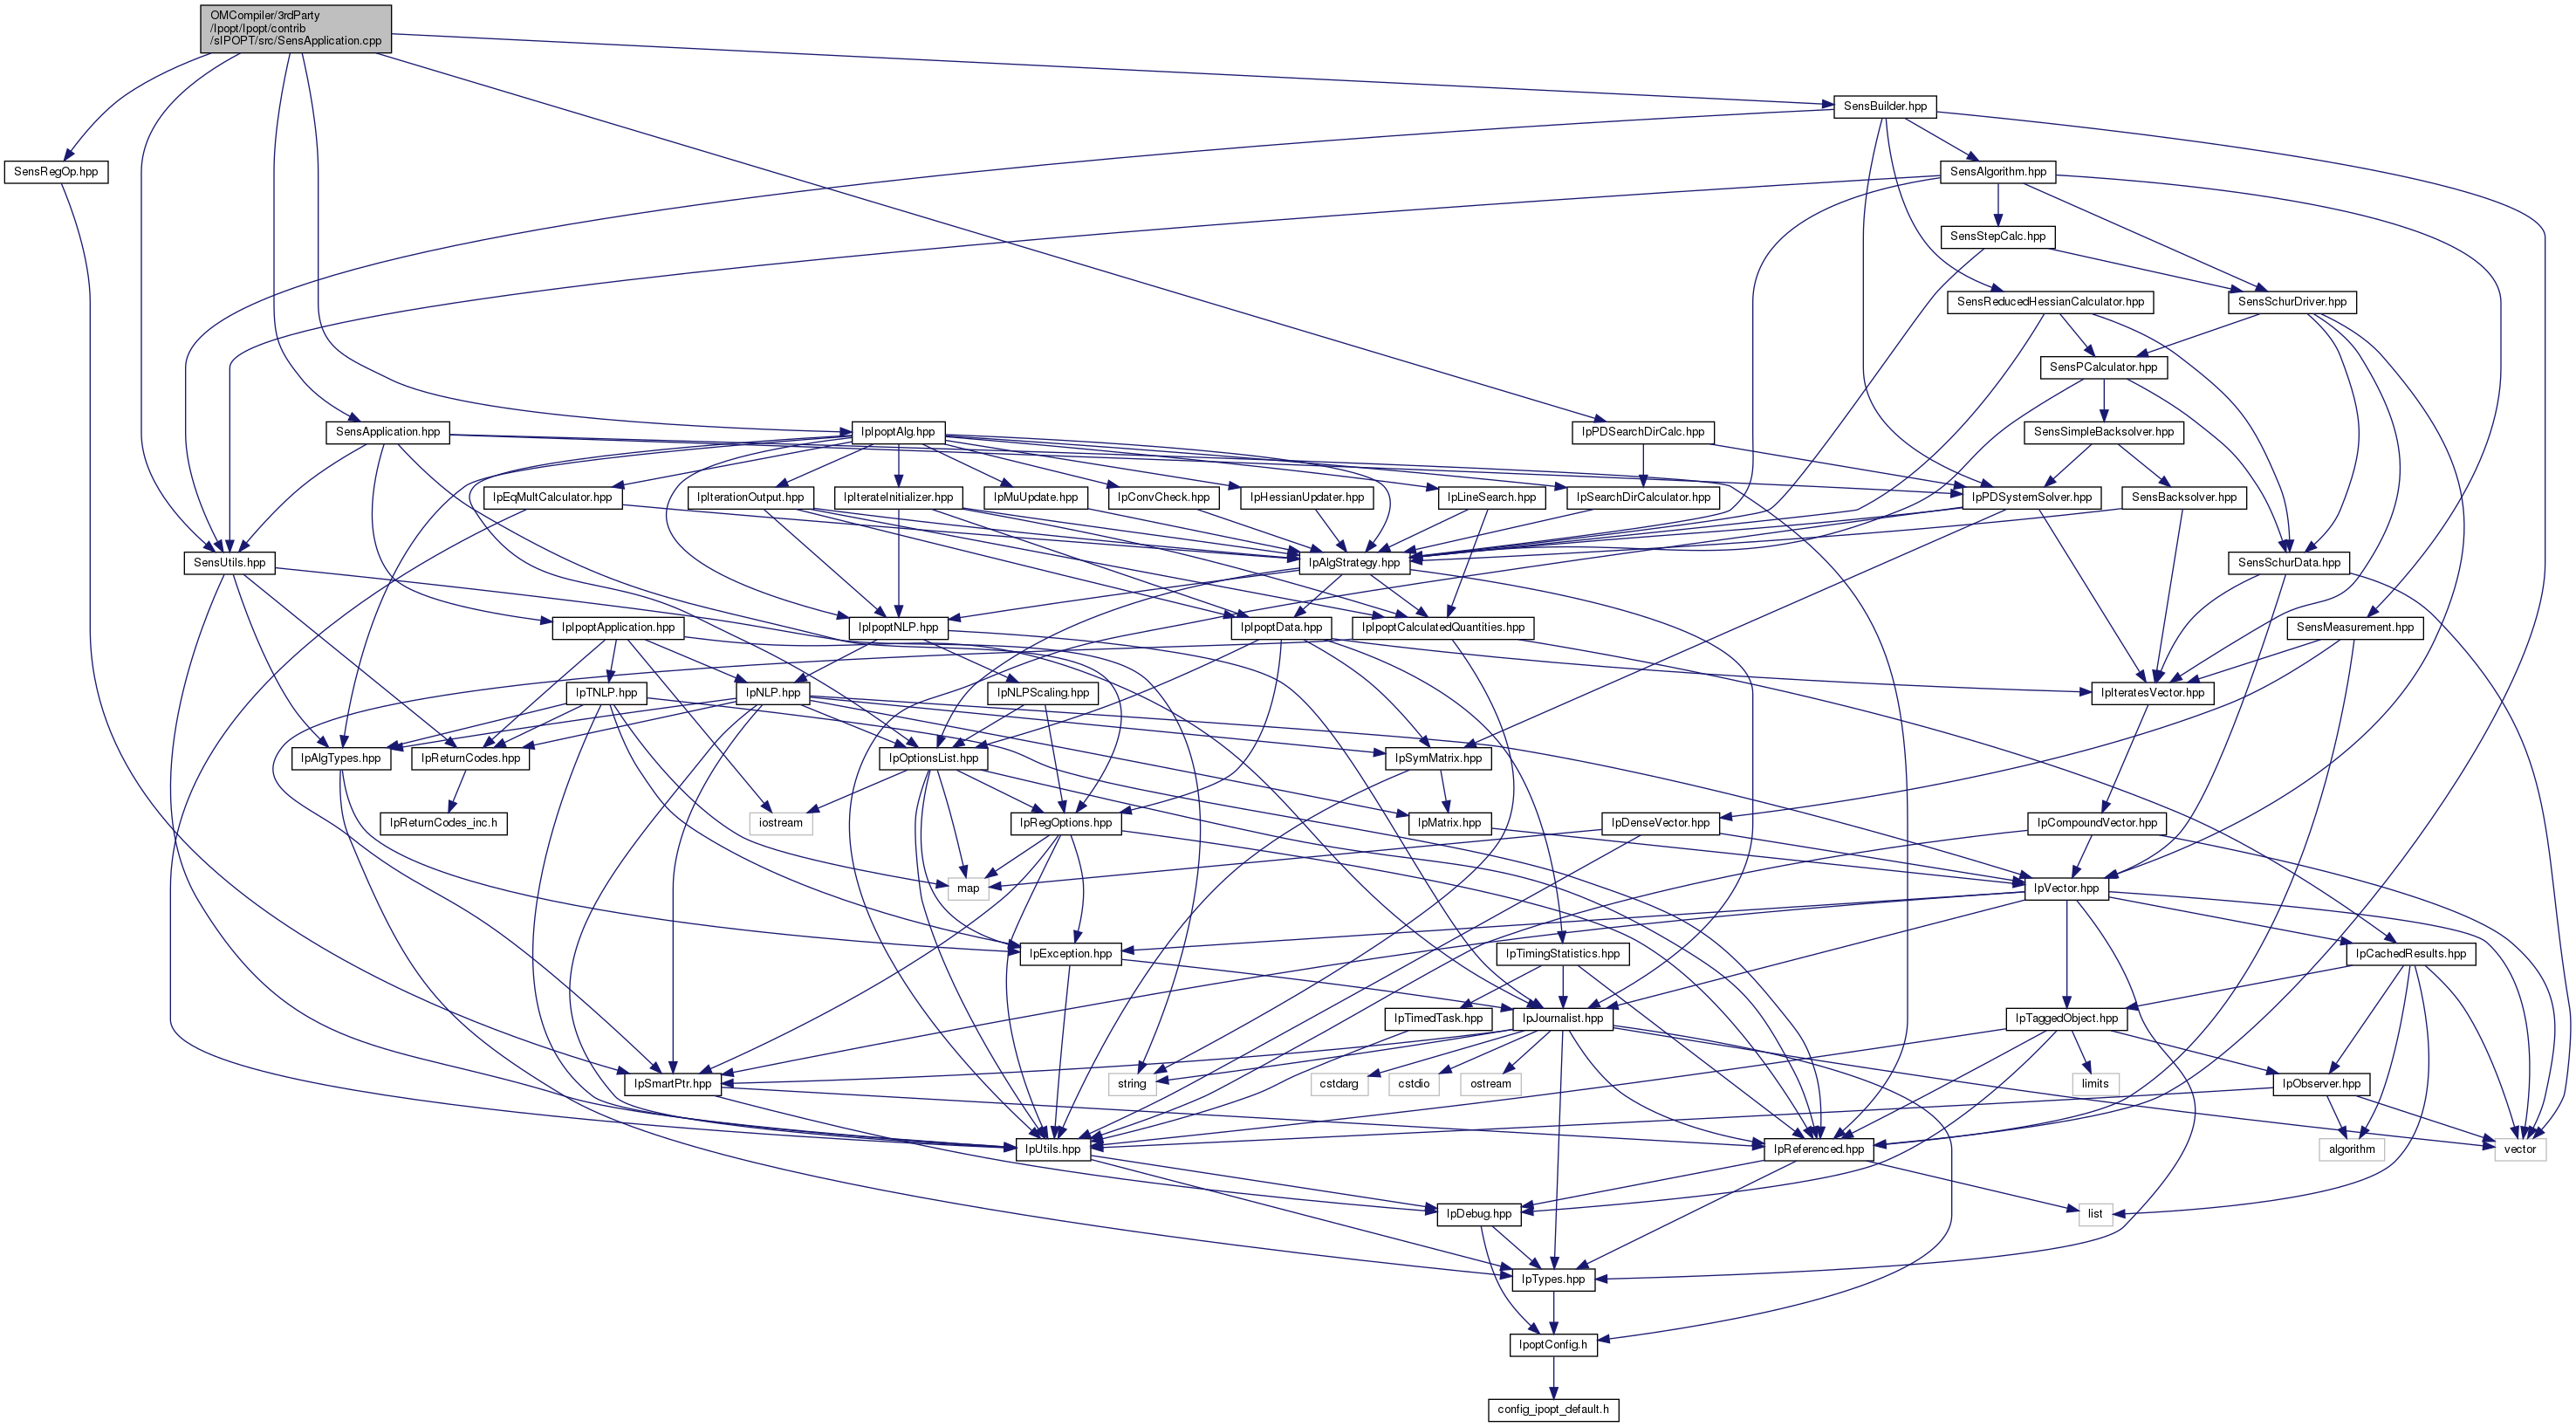 OMCompiler/3rdParty
/Ipopt/Ipopt/contrib
/sIPOPT/src/SensApplication.cpp
SensBuilder.hpp
SensRegOp.hpp
SensAlgorithm.hpp
SensStepCalc.hpp
SensReducedHessianCalculator.hpp
SensSchurDriver.hpp
SensPCalculator.hpp
SensApplication.hpp
IpIpoptAlg.hpp
IpPDSearchDirCalc.hpp
SensSimpleBacksolver.hpp
IpEqMultCalculator.hpp
IpIterationOutput.hpp
IpIterateInitializer.hpp
IpMuUpdate.hpp
IpConvCheck.hpp
IpHessianUpdater.hpp
IpLineSearch.hpp
IpSearchDirCalculator.hpp
IpPDSystemSolver.hpp
SensBacksolver.hpp
SensUtils.hpp
IpAlgStrategy.hpp
SensSchurData.hpp
IpIpoptApplication.hpp
IpIpoptNLP.hpp
IpIpoptData.hpp
IpIpoptCalculatedQuantities.hpp
SensMeasurement.hpp
IpTNLP.hpp
IpNLP.hpp
IpNLPScaling.hpp
IpIteratesVector.hpp
IpAlgTypes.hpp
IpReturnCodes.hpp
IpOptionsList.hpp
IpSymMatrix.hpp
IpReturnCodes_inc.h
iostream
IpRegOptions.hpp
IpMatrix.hpp
IpDenseVector.hpp
IpCompoundVector.hpp
map
IpVector.hpp
IpException.hpp
IpTimingStatistics.hpp
IpCachedResults.hpp
IpTimedTask.hpp
IpJournalist.hpp
IpTaggedObject.hpp
IpSmartPtr.hpp
string
cstdarg
cstdio
ostream
limits
IpObserver.hpp
IpUtils.hpp
IpReferenced.hpp
algorithm
vector
IpDebug.hpp
list
IpTypes.hpp
IpoptConfig.h
config_ipopt_default.h